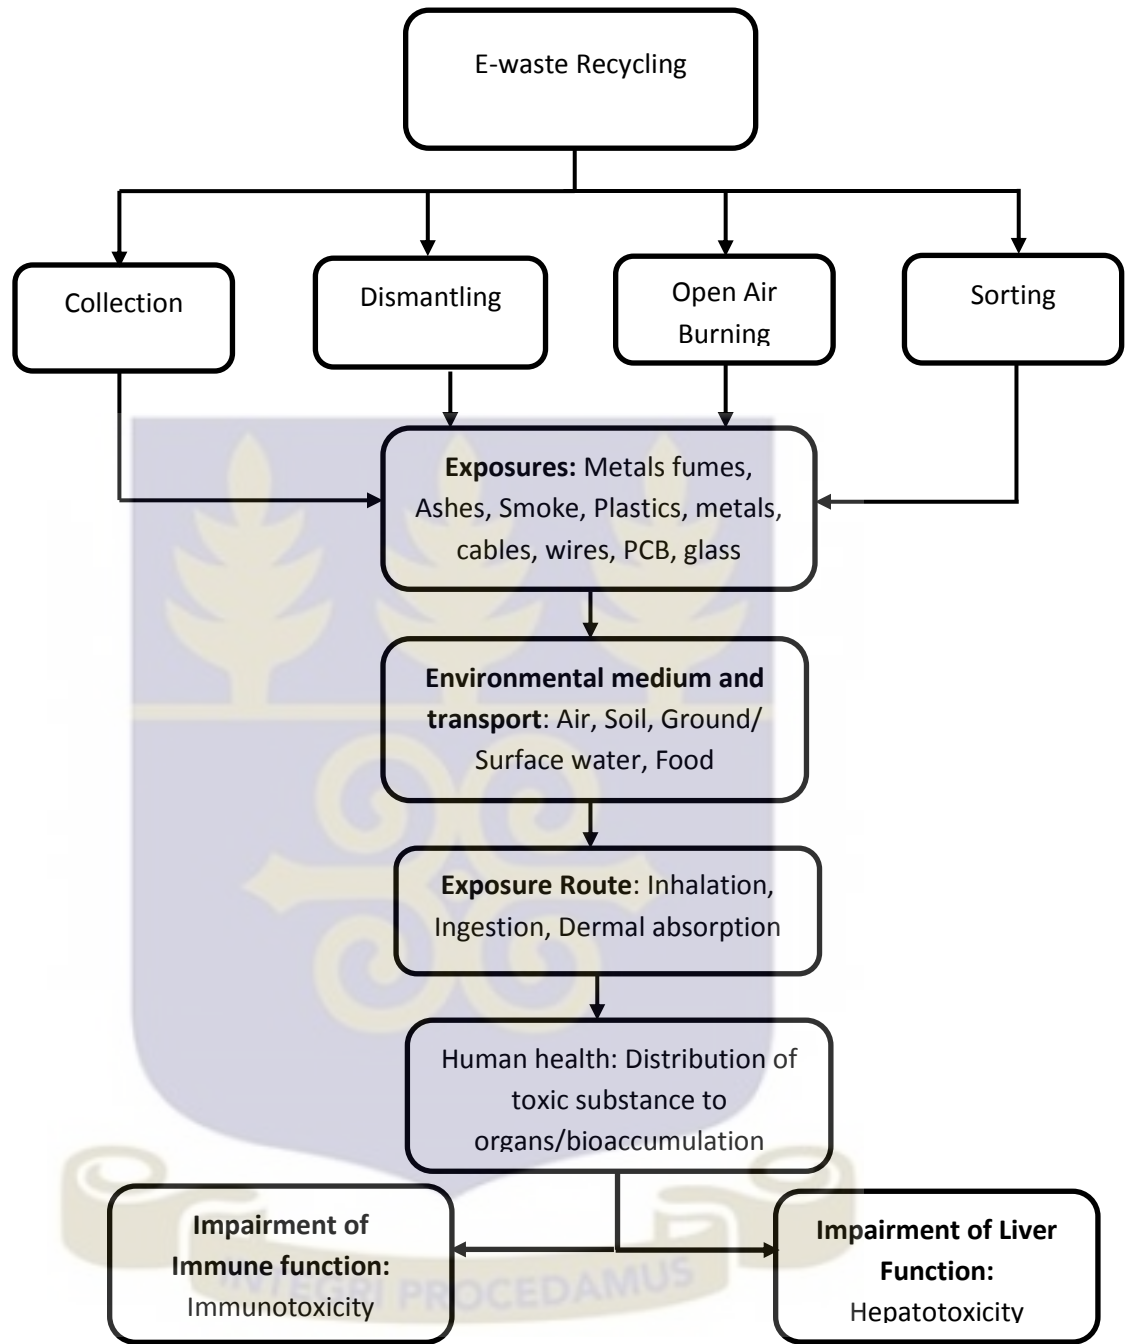 E-waste Recycling
Collection
Dismantling
Open Air
Burning
Sorting
Exposures: Metals fumes,
Ashes, Smoke, Plastics, metals,
cables, wires, PCB, glass
Environmental medium and
transport: Air, Soil, Ground/
Surface water, Food
Exposure Route: Inhalation,
Ingestion, Dermal absorption
Human health: Distribution of
toxic substance to
organs/bioaccumulation
Impairment of
Immune function:
Immunotoxicity
Impairment of Liver
Function:
Hepatotoxicity
INTEGRI PROCEDAMUS